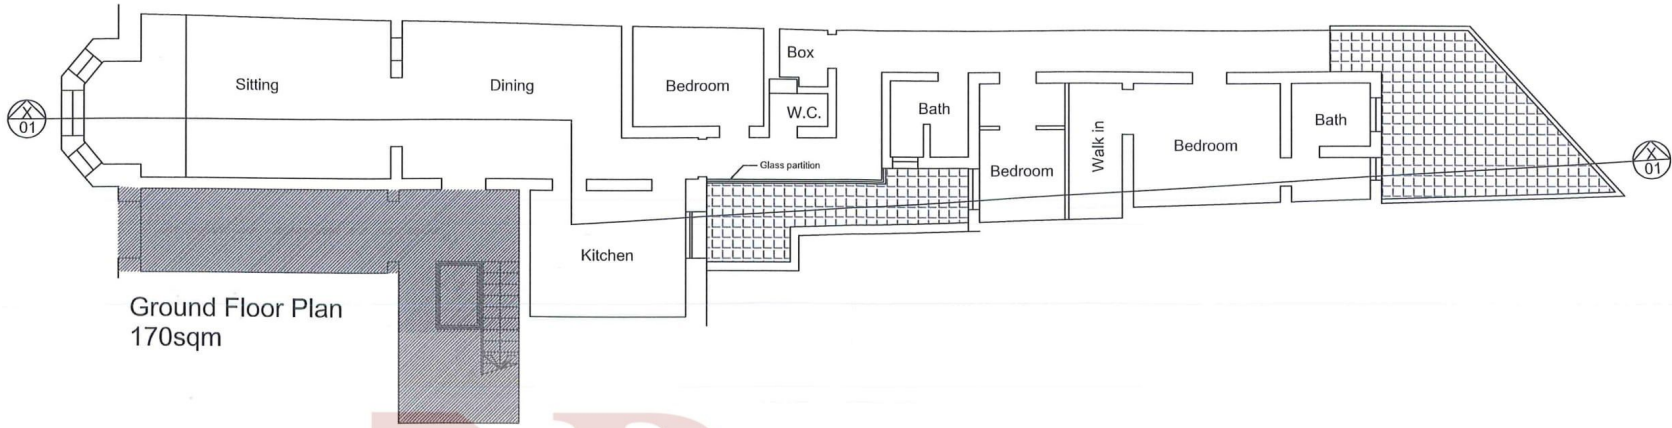 Sitting
Dining
Bedroom
Box
W.C.
Bath
Bedroom
Walk in
Bedroom
Bath
Glass partition
Kitchen
X
01
X
01
Ground Floor Plan
170sqm